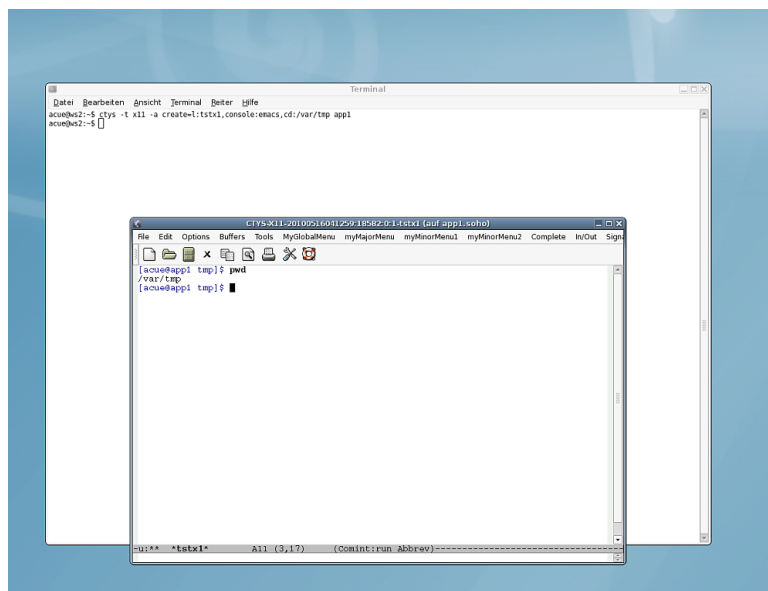 Terminal
Datei Bearbeiten Ansicht Terminal Reiter Hilfe
acue@ws2:~$ ctys -t x11 -a create=l:tstx1,console:emacs,cd:/var/tmp app1
acue@ws2:~$
CTYS-X11-20100516041259:18582:0:1-tstx1 (auf app1.soho)
File Edit Options Buffers Tools MyGlobalMenu myMajorMenu myMinorMenu1 myMinorMenu2 Complete In/Out Signa
[acue@app1 tmp]$ pwd
/var/tmp
[acue@app1 tmp]$
-u:** *tstx1* All (3,17) (Comint:run Abbrev)------------------------------